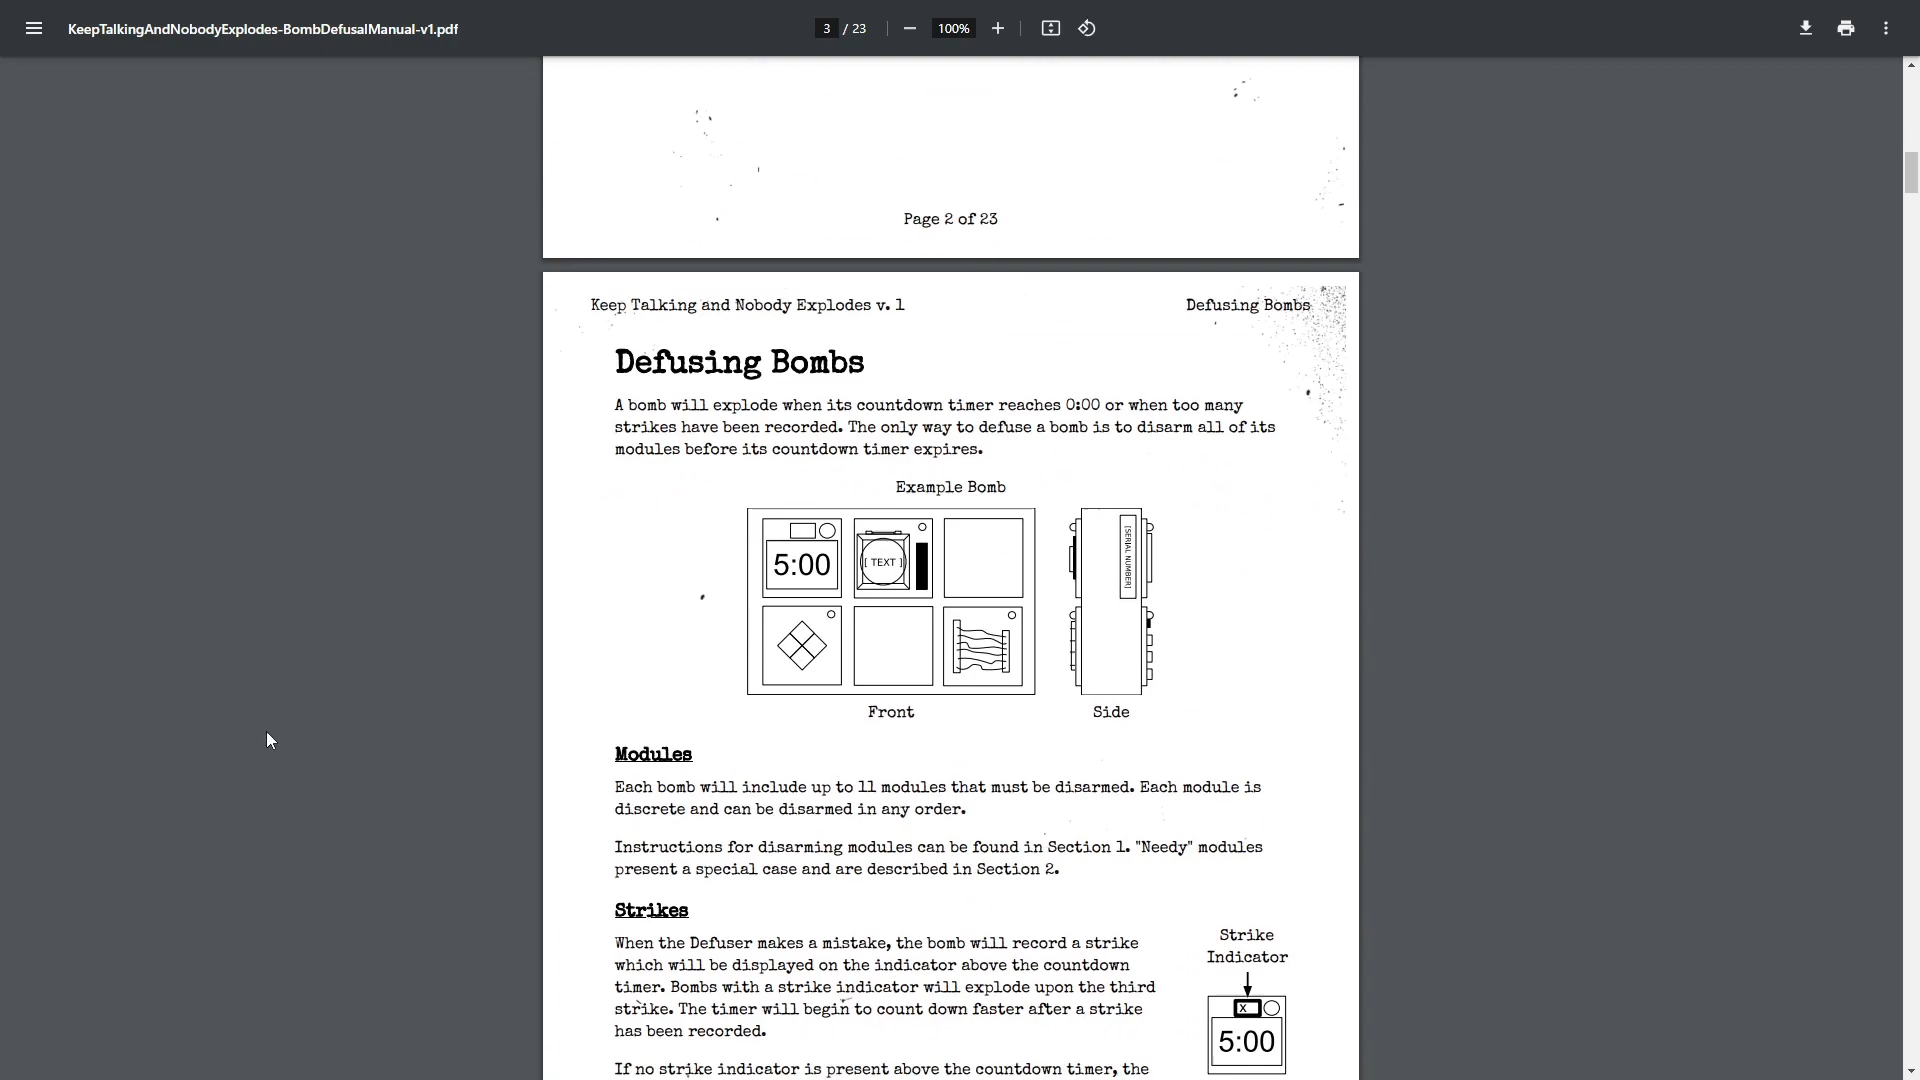 KeepTalkingAndNobodyExplodes-BombDefusalManual-v1.pdf
3 / 23
100%
Page 2 of 23
Keep Talking and Nobody Explodes v. 1
Defusing Bombs
Defusing Bombs
A bomb will explode when its countdown timer reaches 0:00 or when too many
strikes have been recorded. The only way to defuse a bomb is to disarm all of its
modules before its countdown timer expires.
Example Bomb
5:00
[ TEXT ]
[SERIAL NUMBER]
Front
Side
Modules
Each bomb will include up to 11 modules that must be disarmed. Each module is
discrete and can be disarmed in any order.
Instructions for disarming modules can be found in Section 1. "Needy" modules
present a special case and are described in Section 2.
Strikes
When the Defuser makes a mistake, the bomb will record a strike
which will be displayed on the indicator above the countdown
timer. Bombs with a strike indicator will explode upon the third
strike. The timer will begin to count down faster after a strike
has been recorded.
If no strike indicator is present above the countdown timer, the
Strike
Indicator
X
5:00